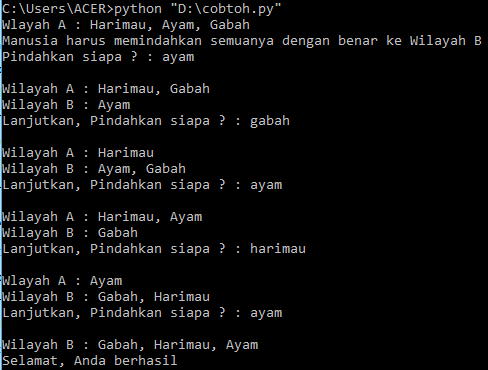 C:\Users\ACER>python "D:\cobtoh.py"
Wlayah A : Harimau, Ayam, Gabah
Manusia harus memindahkan semuanya dengan benar ke Wilayah B
Pindahkan siapa ? : ayam
Wilayah A : Harimau, Gabah
Wilayah B : Ayam
Lanjutkan, Pindahkan siapa ? : gabah
Wilayah A : Harimau
Wilayah B : Ayam, Gabah
Lanjutkan, Pindahkan siapa ? : ayam
Wilayah A : Harimau, Ayam
Wilayah B : Gabah
Lanjutkan, Pindahkan siapa ? : harimau
Wlayah A : Ayam
Wilayah B : Gabah, Harimau
Lanjutkan, Pindahkan siapa ? : ayam
Wilayah B : Gabah, Harimau, Ayam
Selamat, Anda berhasil